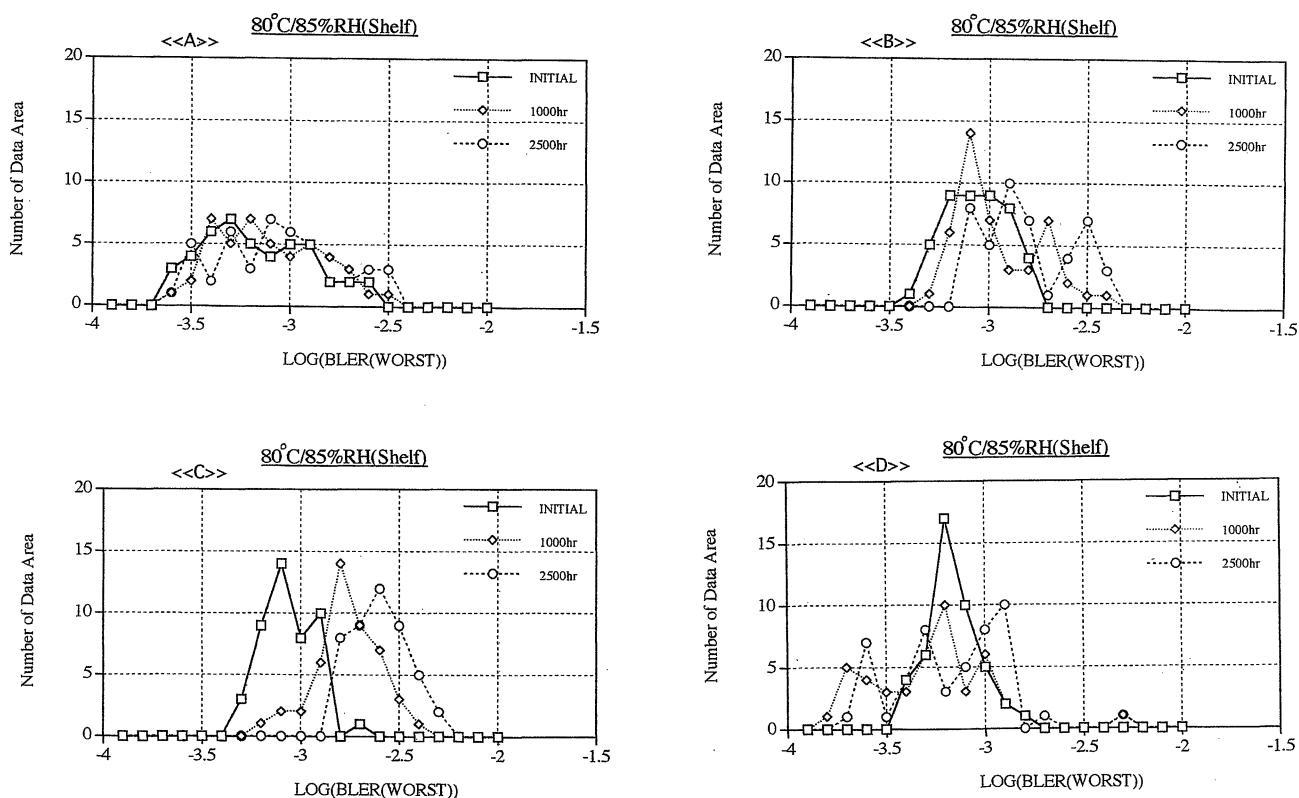 80°C/85%RH(Shelf)
<<A>>
20
15
10
5
0
-4
-3.5
-3
-2.5
-2
-1.5
Number of Data Area
LOG(BLER(WORST))
INITIAL
1000hr
2500hr
80°C/85%RH(Shelf)
<<B>>
20
15
10
5
0
-4
-3.5
-3
-2.5
-2
-1.5
Number of Data Area
LOG(BLER(WORST))
INITIAL
1000hr
2500hr
80°C/85%RH(Shelf)
<<C>>
20
15
10
5
0
-4
-3.5
-3
-2.5
-2
-1.5
Number of Data Area
LOG(BLER(WORST))
INITIAL
1000hr
2500hr
80°C/85%RH(Shelf)
<<D>>
20
15
10
5
0
-4
-3.5
-3
-2.5
-2
-1.5
Number of Data Area
LOG(BLER(WORST))
INITIAL
1000hr
2500hr